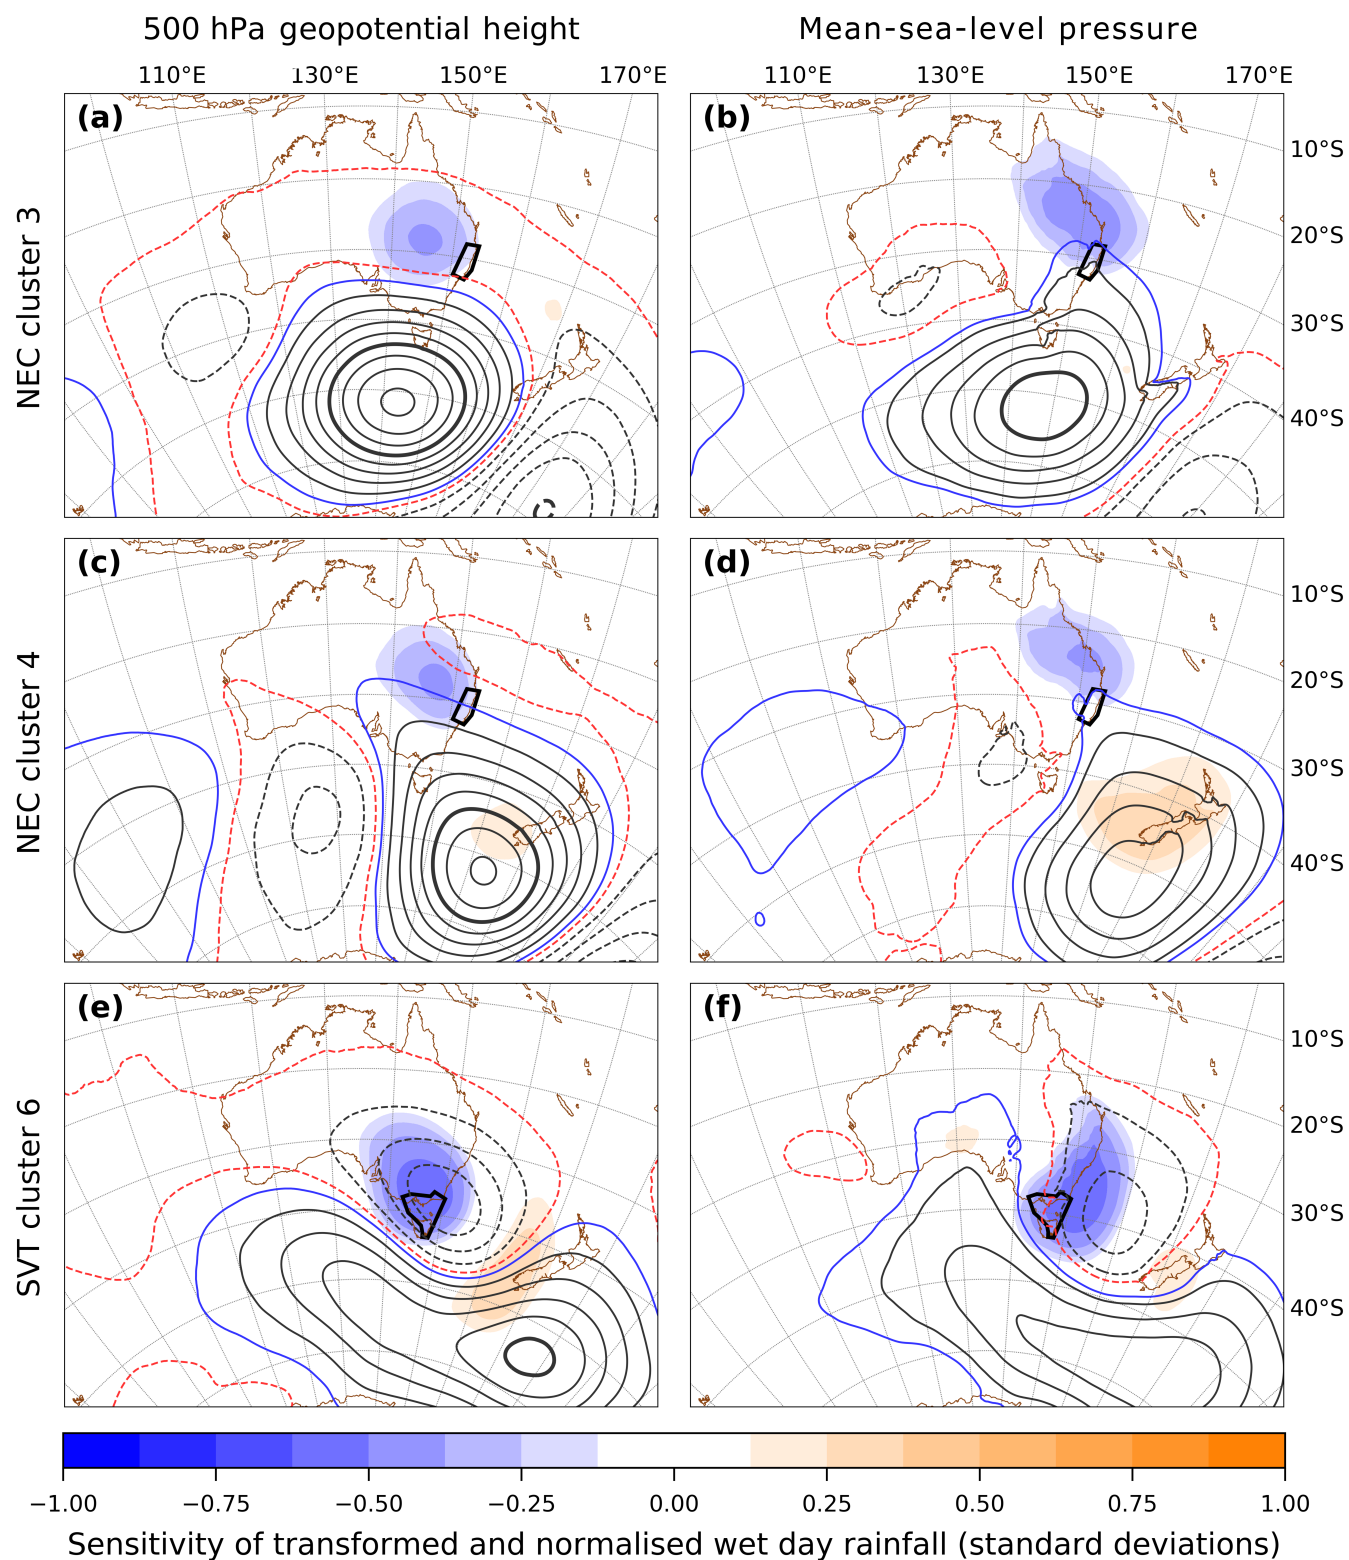 500 hPa geopotential height
Mean-sea-level pressure
110°E 130°E 150°E 170°E
110°E 130°E 150°E 170°E
NEC cluster 3
(a)
(b)
10°S
20°S
30°S
40°S
NEC cluster 4
(c)
(d)
10°S
20°S
30°S
40°S
SVT cluster 6
(e)
(f)
10°S
20°S
30°S
40°S
−1.00 −0.75 −0.50 −0.25 0.00 0.25 0.50 0.75 1.00
Sensitivity of transformed and normalised wet day rainfall (standard deviations)